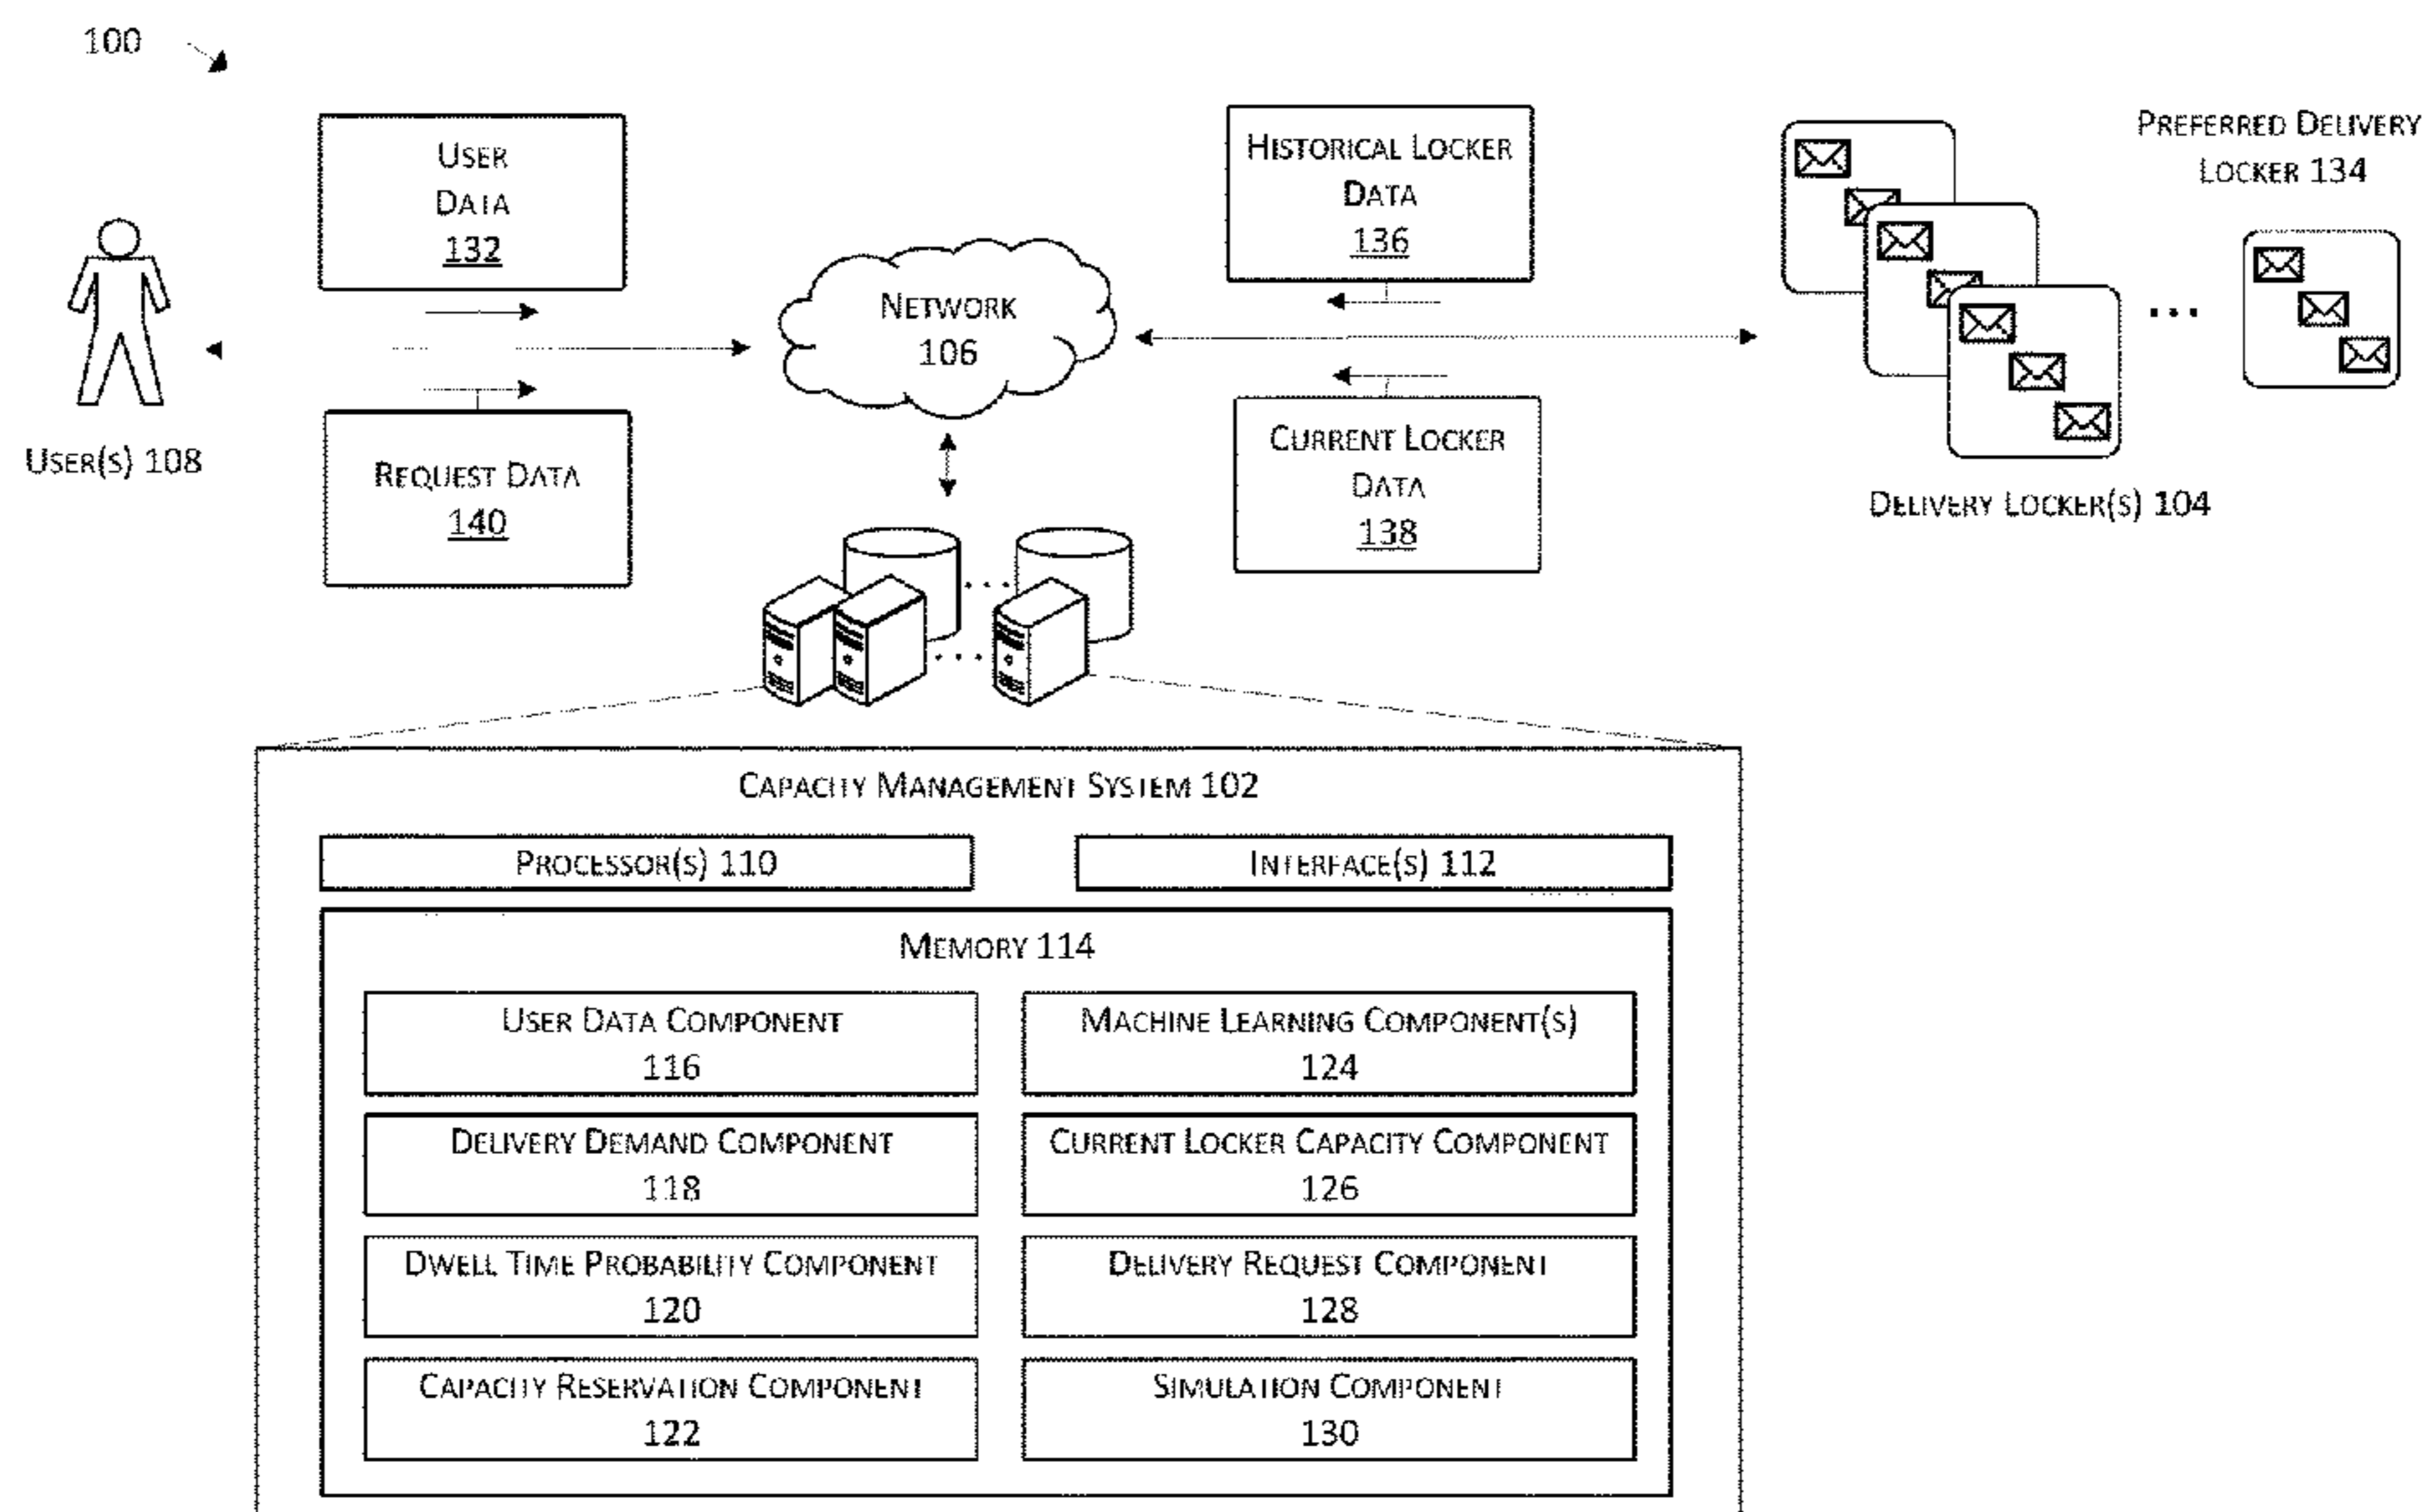 100
USER
DATA
132
HISTORICAL LOCKER
DATA
136
PREFERRED DELIVERY
LOCKER 134
NETWORK
106
USER(S) 108
REQUEST DATA
140
CURRENT LOCKER
DATA
138
DELIVERY LOCKER(S) 104
CAPACITY MANAGEMENT SYSTEM 102
PROCESSOR(S) 110
INTERFACE(S) 112
MEMORY 114
USER DATA COMPONENT
116
MACHINE LEARNING COMPONENT(S)
124
DELIVERY DEMAND COMPONENT
118
CURRENT LOCKER CAPACITY COMPONENT
126
DWELL TIME PROBABILITY COMPONENT
120
DELIVERY REQUEST COMPONENT
128
CAPACITY RESERVATION COMPONENT
122
SIMULATION COMPONENT
130